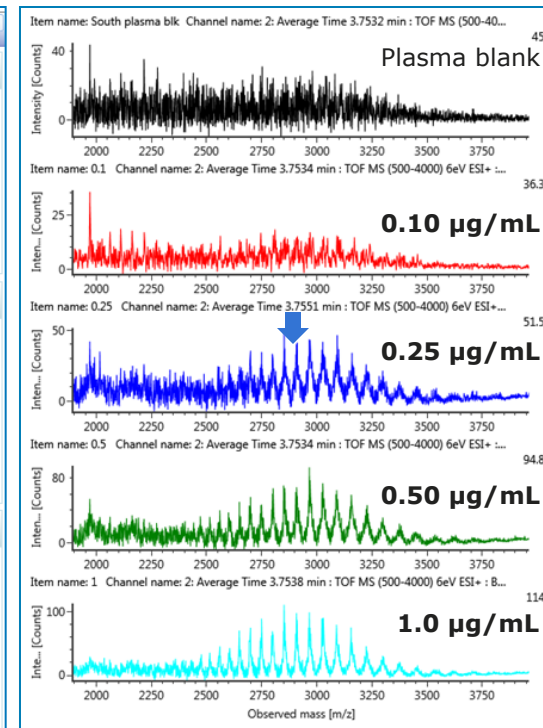 Item name: South plasma blk Channel name: 2: Average Time 3.7532 min : TOF MS (500-40...
45
Plasma blank
Intensity [Counts]
40
0
2000 2250 2500 2750 3000 3250 3500 3750
Item name: 0.1 Channel name: 2: Average Time 3.7534 min : TOF MS (500-4000) 6eV ESI+ :...
36.3
0.10 µg/mL
Inten... [Counts]
25
0
2000 2250 2500 2750 3000 3250 3500 3750
Item name: 0.25 Channel name: 2: Average Time 3.7551 min : TOF MS (500-4000) 6eV ESI+...
51.5
0.25 µg/mL
Inten... [Counts]
50
0
2000 2250 2500 2750 3000 3250 3500 3750
Item name: 0.5 Channel name: 2: Average Time 3.7534 min : TOF MS (500-4000) 6eV ESI+ :...
94.8
0.50 µg/mL
Inten... [Counts]
80
0
2000 2250 2500 2750 3000 3250 3500 3750
Item name: 1 Channel name: 2: Average Time 3.7538 min : TOF MS (500-4000) 6eV ESI+ : B...
114
1.0 µg/mL
Inte... [Counts]
100
0
2000 2250 2500 2750 3000 3250 3500 3750
Observed mass [m/z]